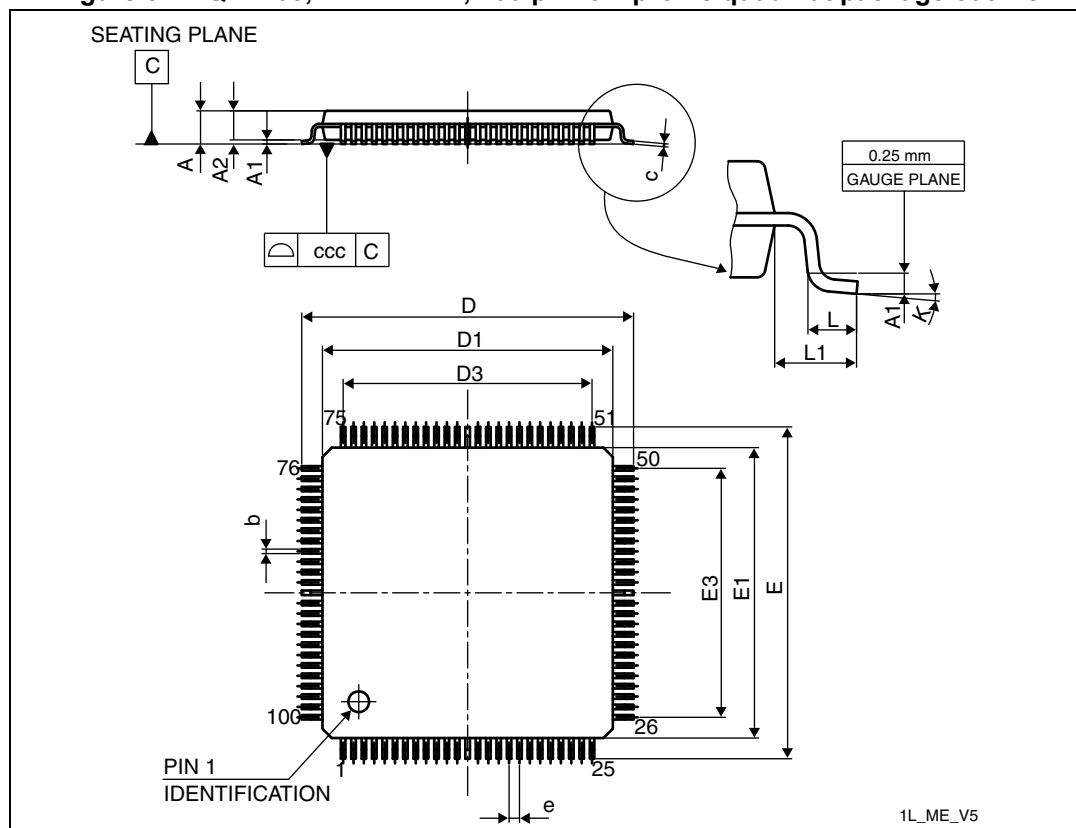 SEATING PLANE
C
A
A2
A1
c
0.25 mm
GAUGE PLANE
ccc C
A1
K
L
L1
D
D1
D3
75
51
76
50
b
E3
E1
E
100
26
PIN 1
IDENTIFICATION
1
25
e
1L_ME_V5